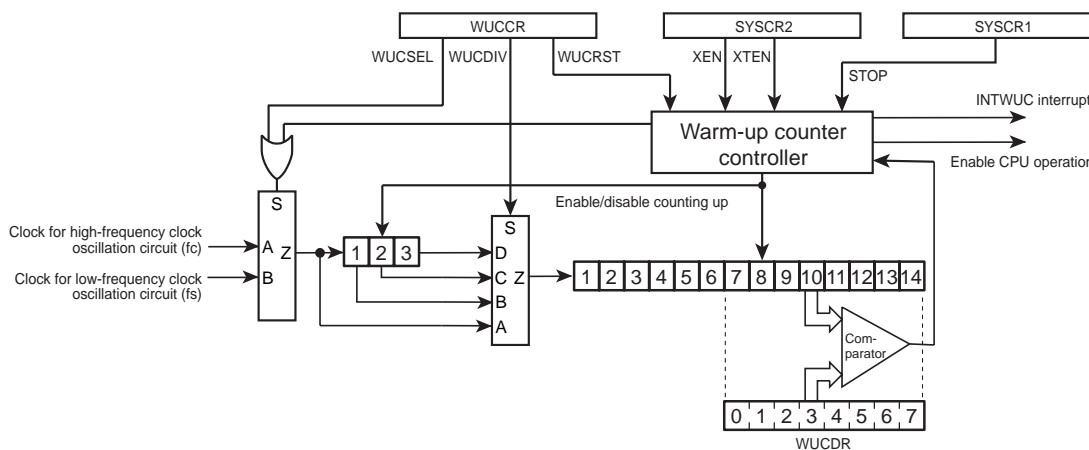 WUCCR
SYSCR2
SYSCR1
WUCSEL
WUCDIV
WUCRST
XEN
XTEN
STOP
INTWUC interrupt
Warm-up counter
controller
Enable CPU operation
S
Enable/disable counting up
Clock for high-frequency clock
oscillation circuit (fc)
A
Z
B
Clock for low-frequency clock
oscillation circuit (fs)
1 2 3
S
D
C
Z
B
A
1 2 3 4 5 6 7 8 9 10 11 12 13 14
Com-
parator
0 1 2 3 4 5 6 7
WUCDR